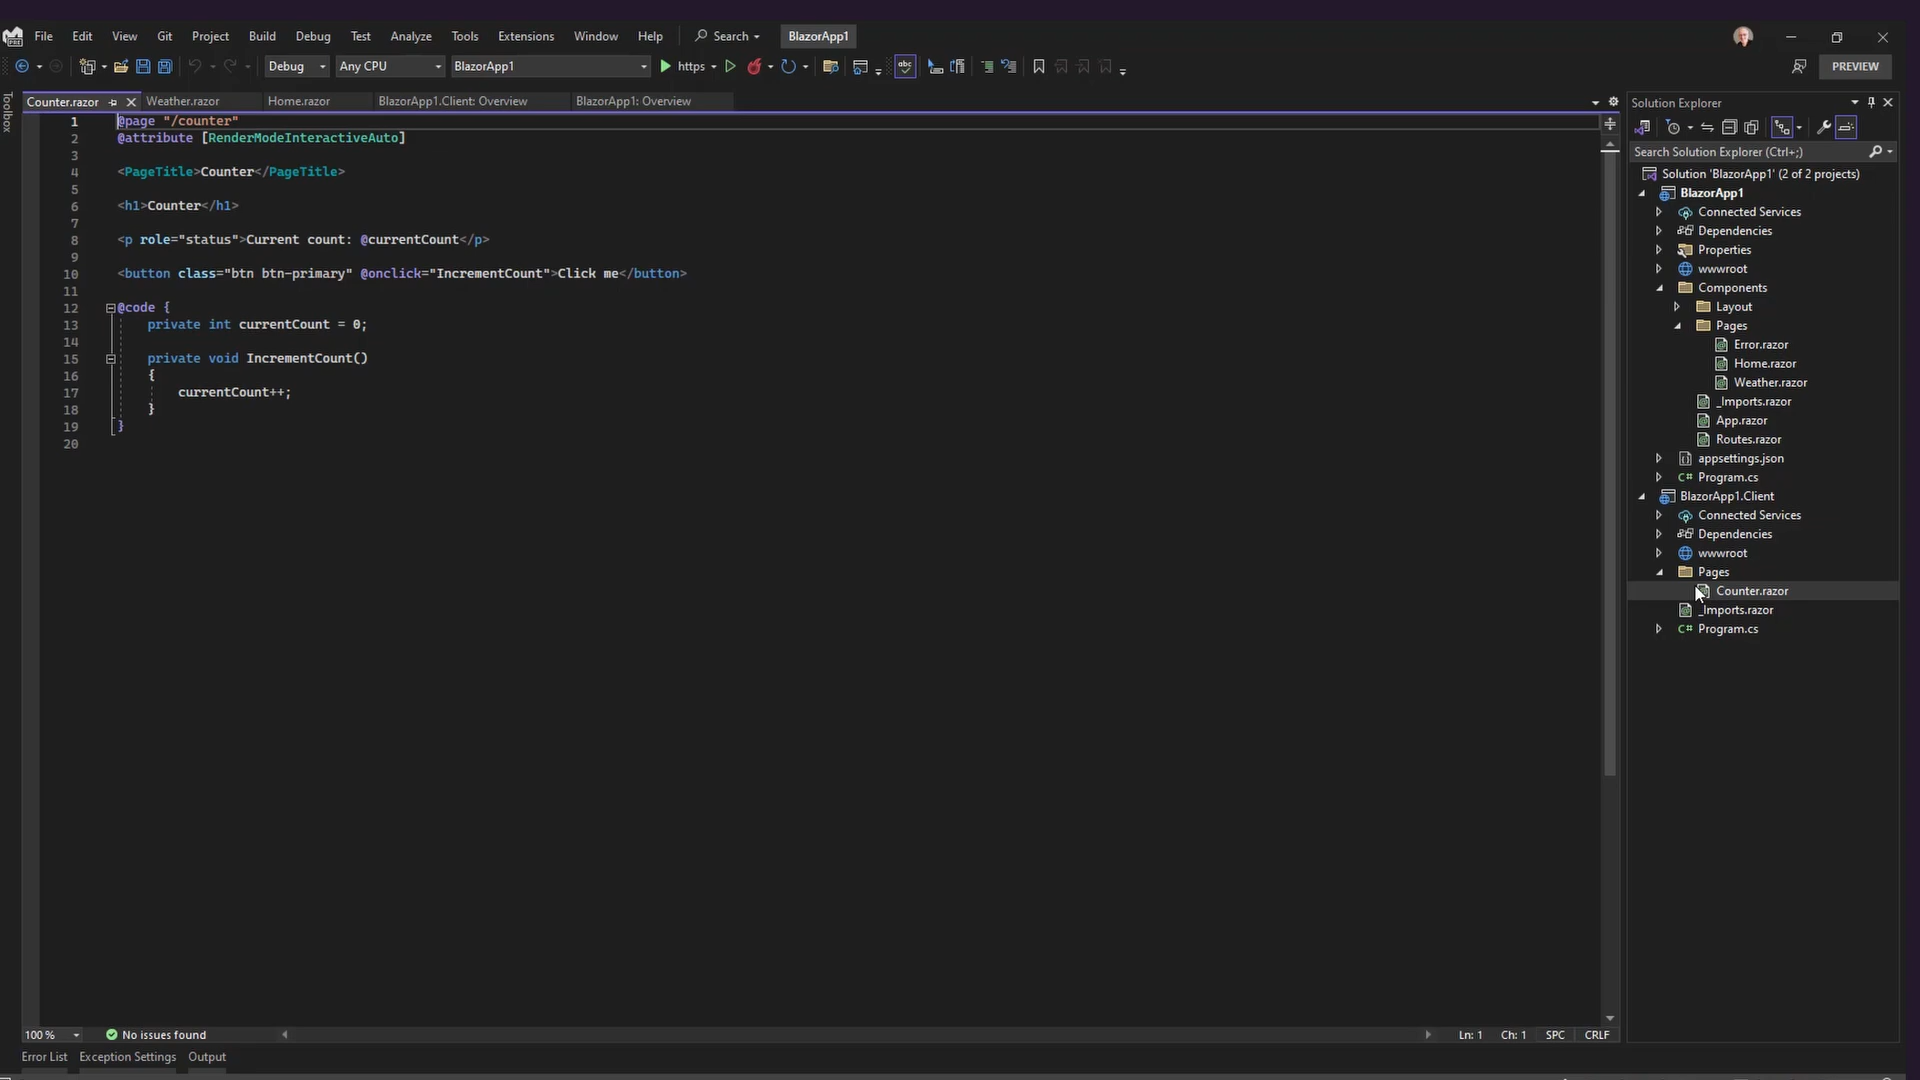 File Edit View Git Project Build Debug Test Analyze Tools Extensions Window Help Search BlazorApp1
Debug Any CPU BlazorApp1 https PREVIEW
Toolbox
Counter.razor Weather.razor Home.razor BlazorApp1.Client: Overview BlazorApp1: Overview
1 @page "/counter"
2 @attribute [RenderModeInteractiveAuto]
3
4 <PageTitle>Counter</PageTitle>
5
6 <h1>Counter</h1>
7
8 <p role="status">Current count: @currentCount</p>
9
10 <button class="btn btn-primary" @onclick="IncrementCount">Click me</button>
11
12 @code {
13 private int currentCount = 0;
14
15 private void IncrementCount()
16 {
17 currentCount++;
18 }
19 }
20
100 % No issues found Ln: 1 Ch: 1 SPC CRLF
Error List Exception Settings Output
Solution Explorer
Search Solution Explorer (Ctrl+;)
Solution 'BlazorApp1' (2 of 2 projects)
BlazorApp1
Connected Services
Dependencies
Properties
wwwroot
Components
Layout
Pages
Error.razor
Home.razor
Weather.razor
_Imports.razor
App.razor
Routes.razor
appsettings.json
C# Program.cs
BlazorApp1.Client
Connected Services
Dependencies
wwwroot
Pages
Counter.razor
_Imports.razor
C# Program.cs